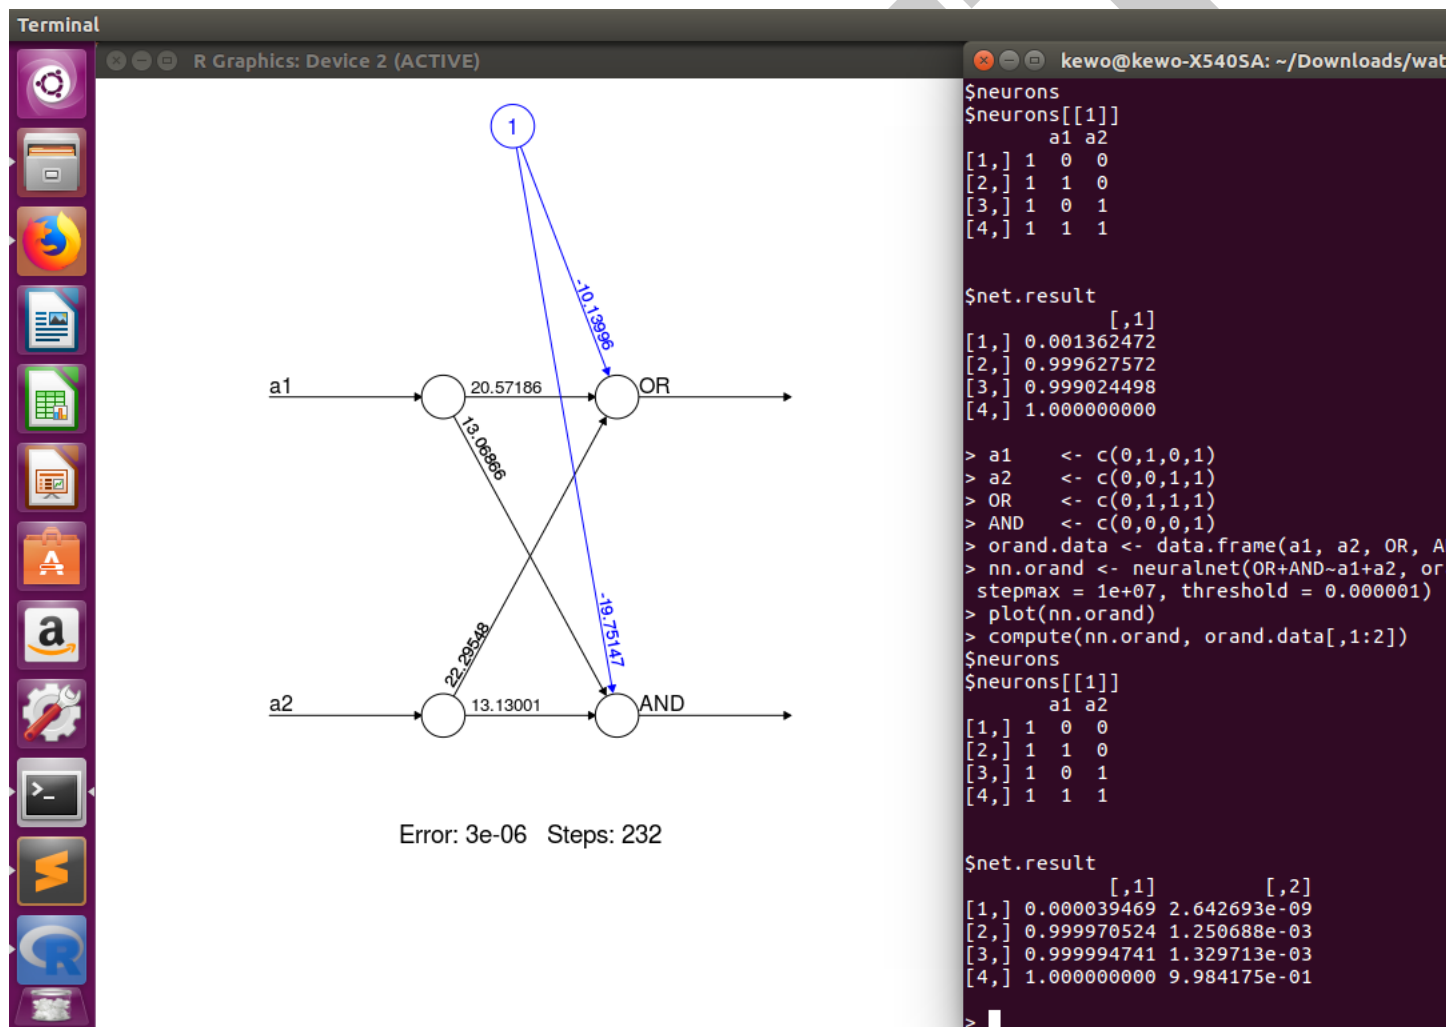 Terminal
R Graphics: Device 2 (ACTIVE)
1
-10.13996
a1
20.57186
OR
13.06866
-19.75147
22.29548
a2
13.13001
AND
Error: 3e-06 Steps: 232
kewo@kewo-X540SA: ~/Downloads/wat
$neurons
$neurons[[1]]
a1 a2
[1,] 1 0 0
[2,] 1 1 0
[3,] 1 0 1
[4,] 1 1 1
$net.result
[,1]
[1,] 0.001362472
[2,] 0.999627572
[3,] 0.999024498
[4,] 1.000000000
> a1 <- c(0,1,0,1)
> a2 <- c(0,0,1,1)
> OR <- c(0,1,1,1)
> AND <- c(0,0,0,1)
> orand.data <- data.frame(a1, a2, OR, A
> nn.orand <- neuralnet(OR+AND~a1+a2, or
stepmax = 1e+07, threshold = 0.000001)
> plot(nn.orand)
> compute(nn.orand, orand.data[,1:2])
$neurons
$neurons[[1]]
a1 a2
[1,] 1 0 0
[2,] 1 1 0
[3,] 1 0 1
[4,] 1 1 1
$net.result
[,1] [,2]
[1,] 0.000039469 2.642693e-09
[2,] 0.999970524 1.250688e-03
[3,] 0.999994741 1.329713e-03
[4,] 1.000000000 9.984175e-01
>